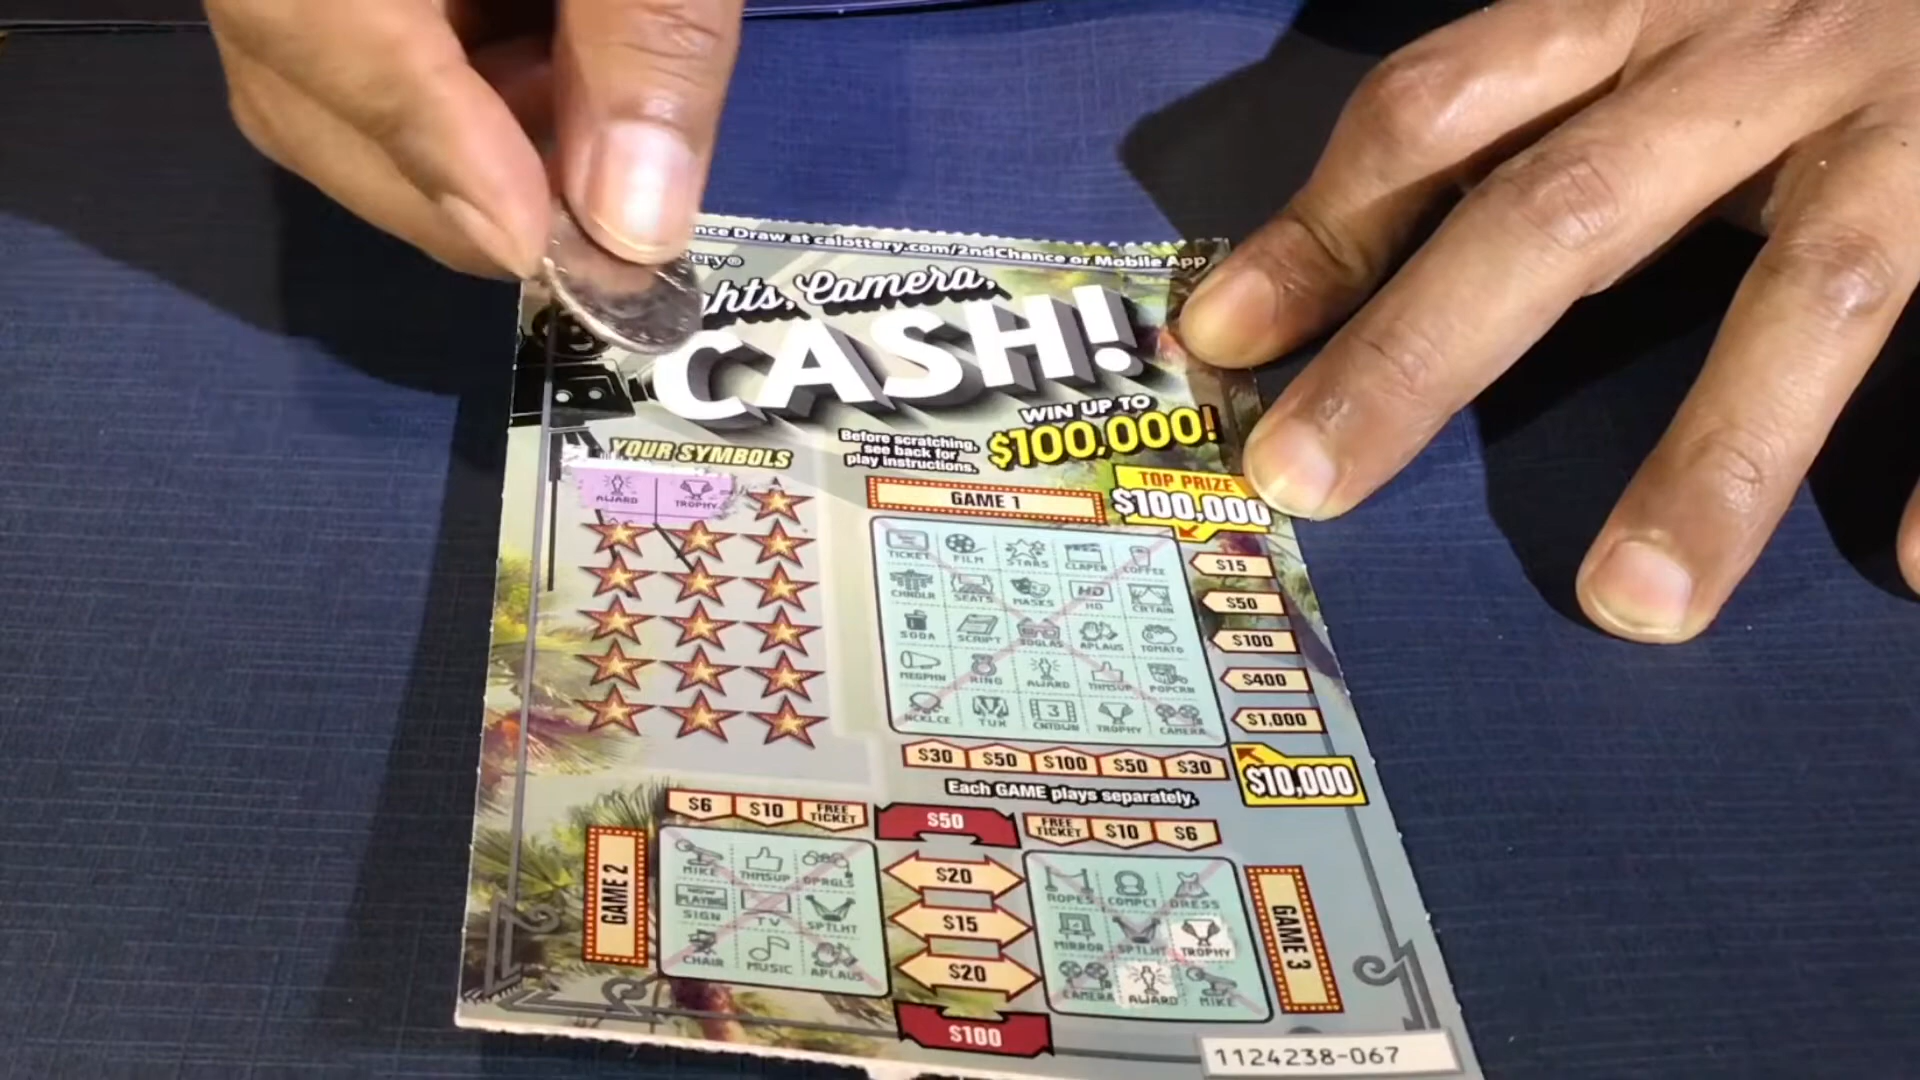 nce Draw at calottery.com/2ndChance or Mobile App
ery®
ghts, Camera,
CASH!
WIN UP TO
$100,000!
Before scratching,
see back for
play instructions.
YOUR SYMBOLS
AWARD TROPHY
GAME 1
TOP PRIZE
$100,000
TICKET FILM STARS CLAPER COFFEE
$15
CHNDLR SEATS MASKS HD HD CRTAIN
$50
SODA SCRIPT 3DGLAS APLAUS TOMATO
$100
MEGPHN RING AWARD THMSUP POPCRN
$400
NCKLCE TUX 3 CNTDWN TROPHY CAMERA
$1,000
$30 $50 $100 $50 $30
$10,000
Each GAME plays separately.
$6 $10 FREE TICKET
$50
FREE TICKET $10 $6
GAME 2
MIKE THMSUP OPRGLS
NOW PLAYING SIGN TV SPTLHT
CHAIR MUSIC APLAUS
$20
$15
$20
$100
ROPES COMPCT DRESS
MIRROR SPTLHT TROPHY
CAMERA AWARD MIKE
GAME 3
1124238-067